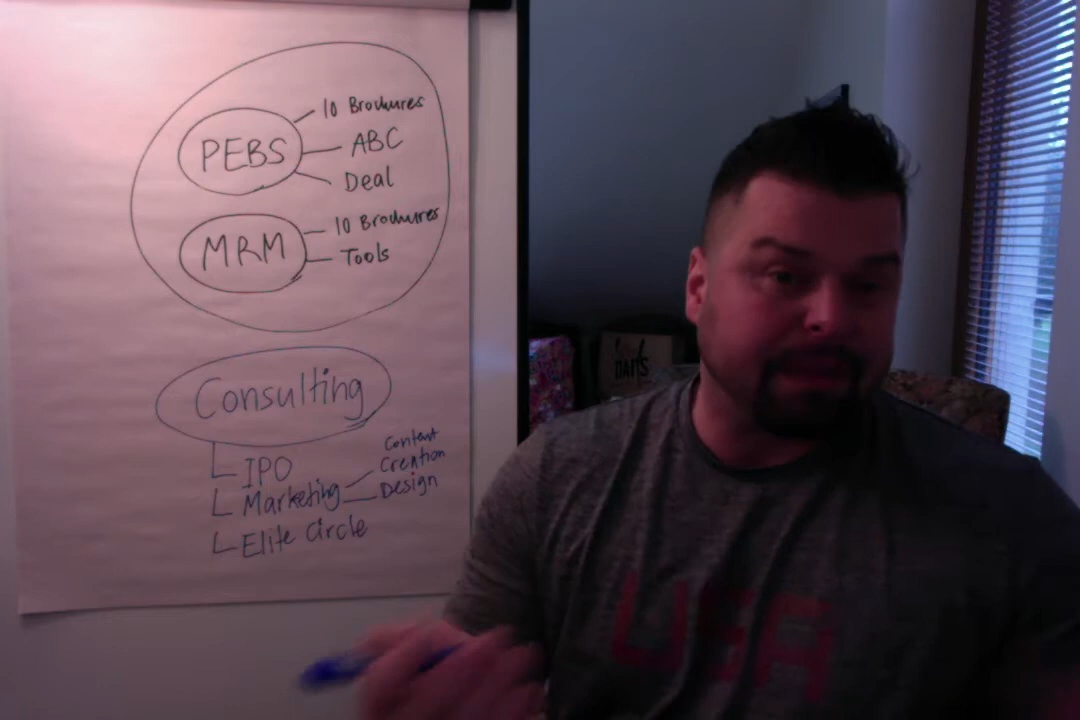 10 Brochures
PEBS
ABC
Deal
MRM
10 Brochures
Tools
Consulting
IPO
Marketing
Content
Creation
Design
Elite Circle
USA